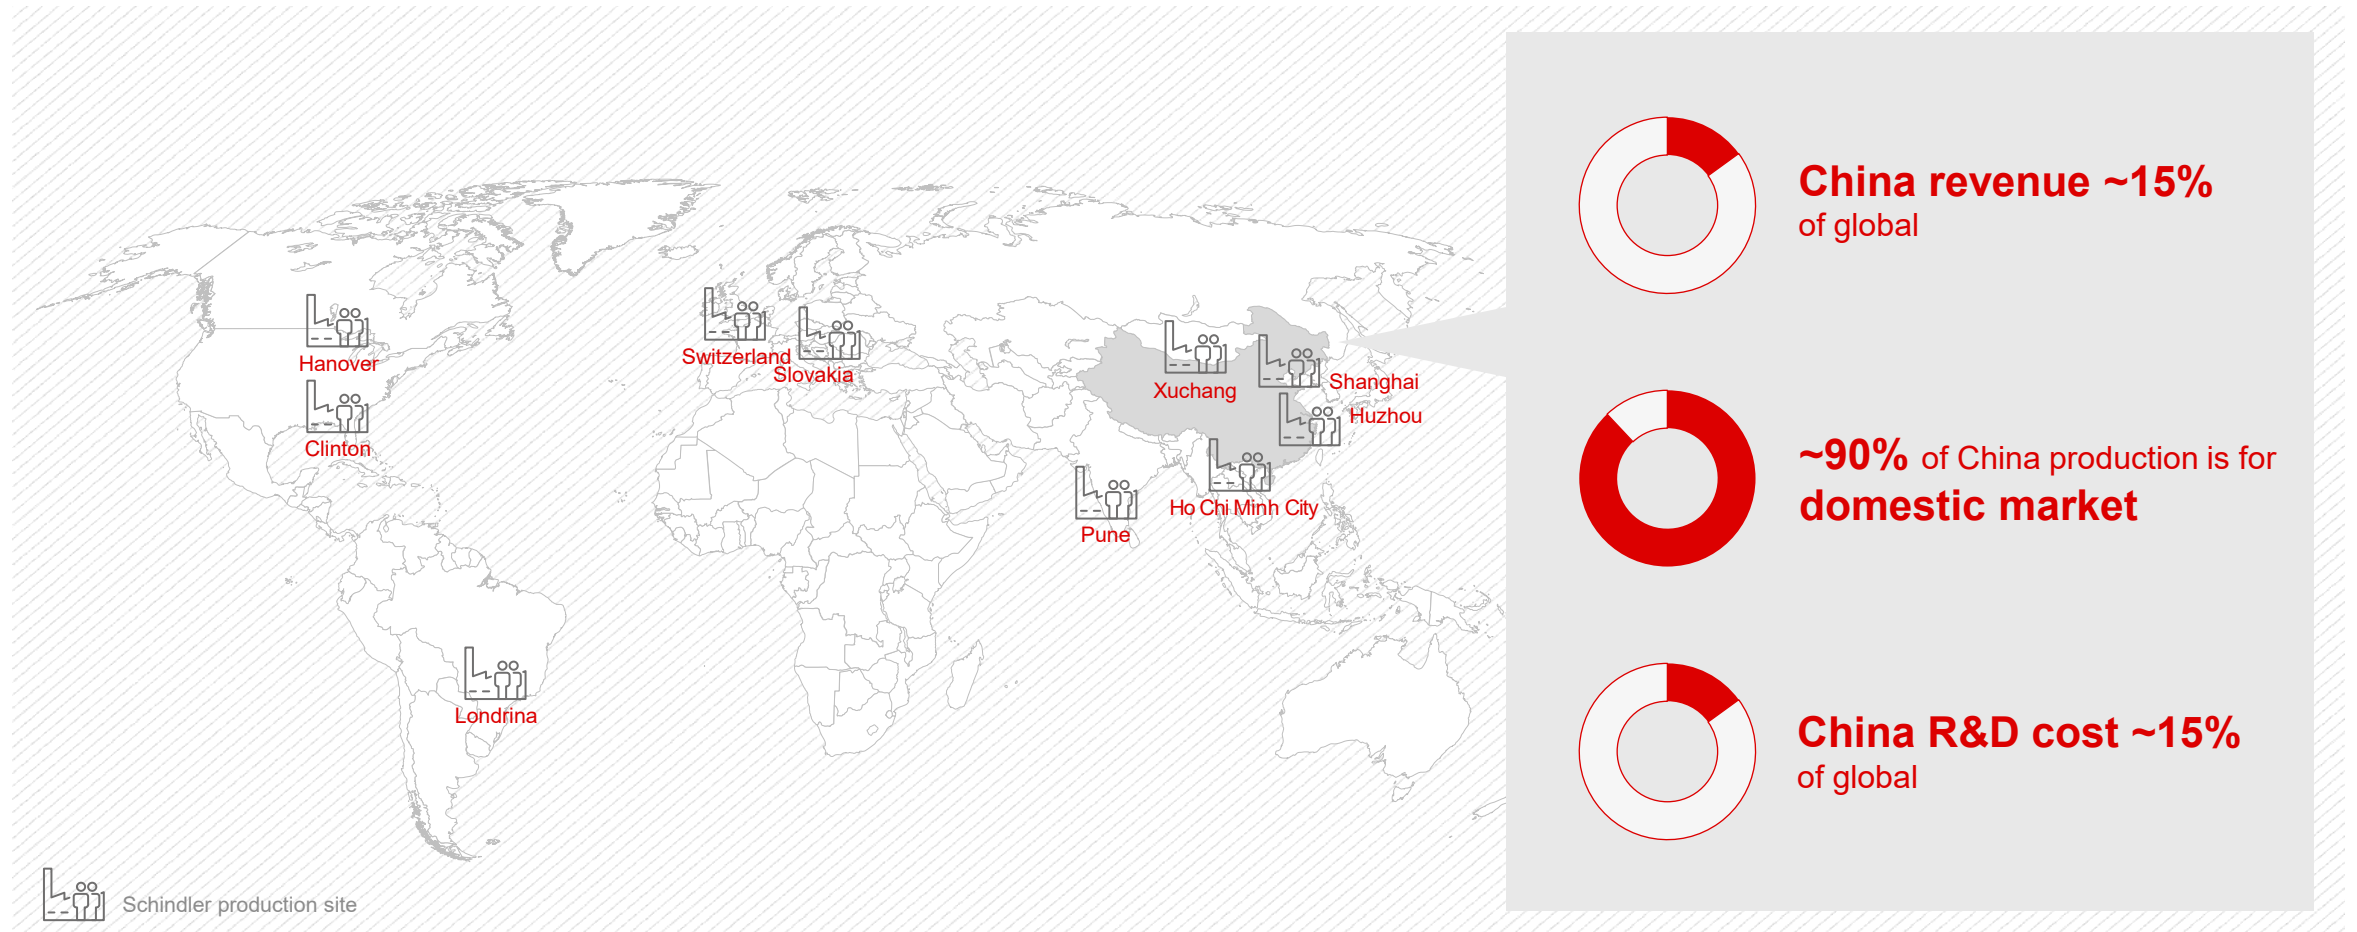 Hanover
Clinton
Londrina
Switzerland
Slovakia
Xuchang
Shanghai
Huzhou
Ho Chi Minh City
Pune
Schindler production site
China revenue ~15%
of global
~90% of China production is for
domestic market
China R&D cost ~15%
of global